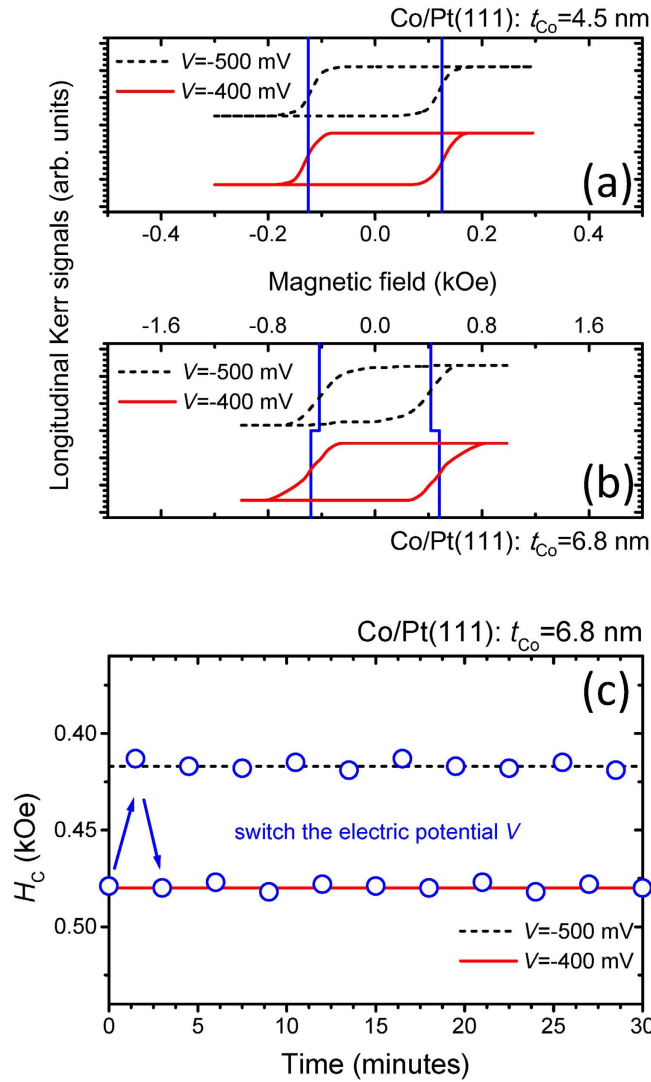 Co/Pt(111): tCo=4.5 nm
V=-500 mV
V=-400 mV
(a)
-0.4 -0.2 0.0 0.2 0.4
Magnetic field (kOe)
-1.6 -0.8 0.0 0.8 1.6
Longitudinal Kerr signals (arb. units)
V=-500 mV
V=-400 mV
(b)
Co/Pt(111): tCo=6.8 nm
Co/Pt(111): tCo=6.8 nm
(c)
0.40
0.45
0.50
HC (kOe)
switch the electric potential V
V=-500 mV
V=-400 mV
0 5 10 15 20 25 30
Time (minutes)